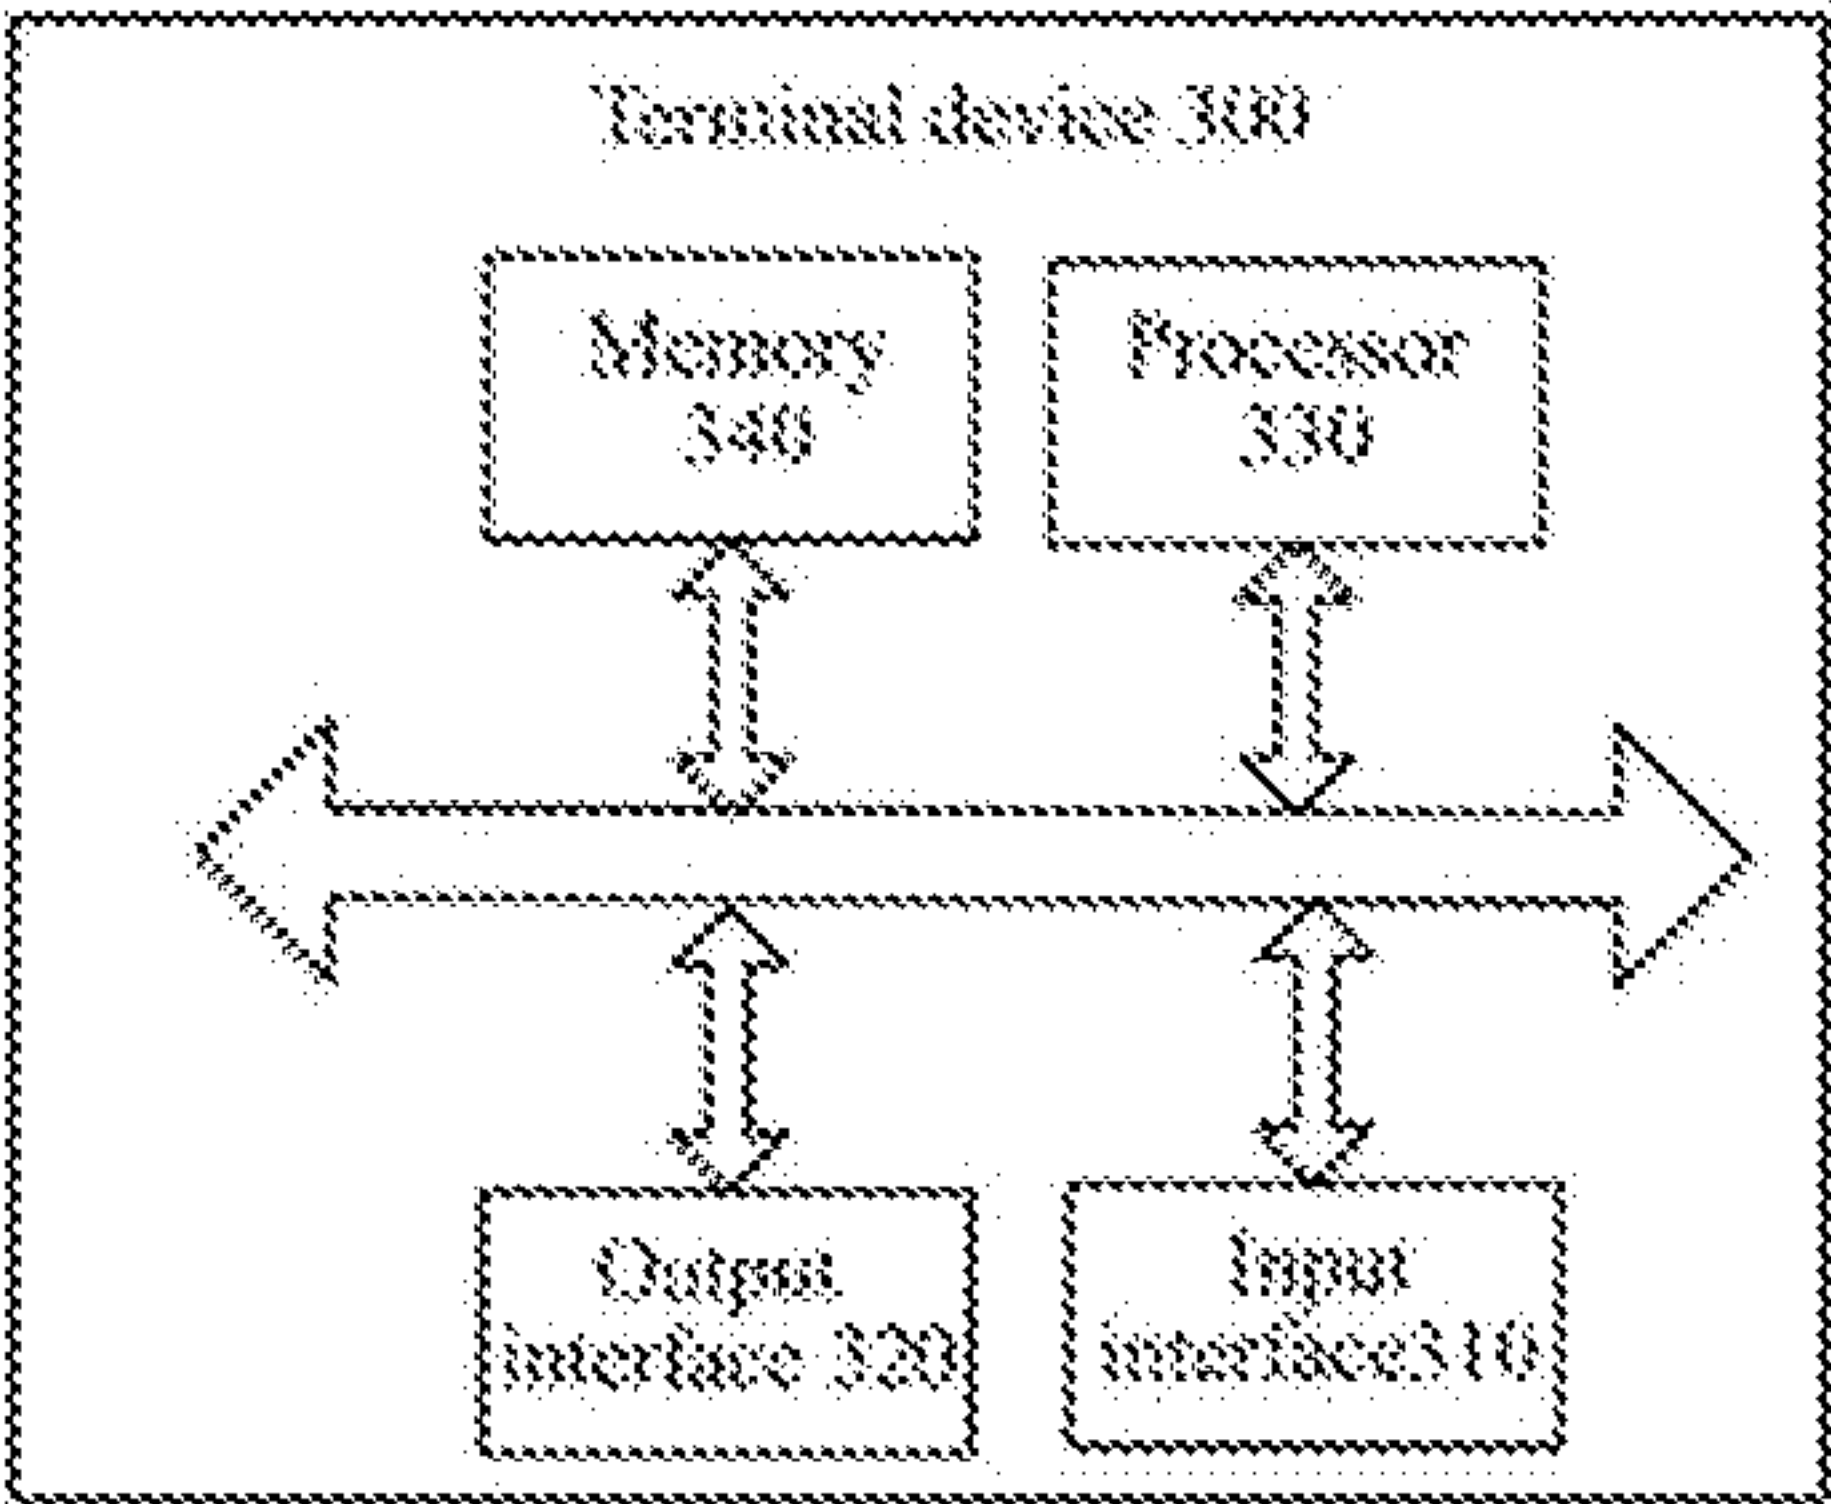 Terminal device 300
Memory
340
Processor
330
Output
interface 320
Input
interface310